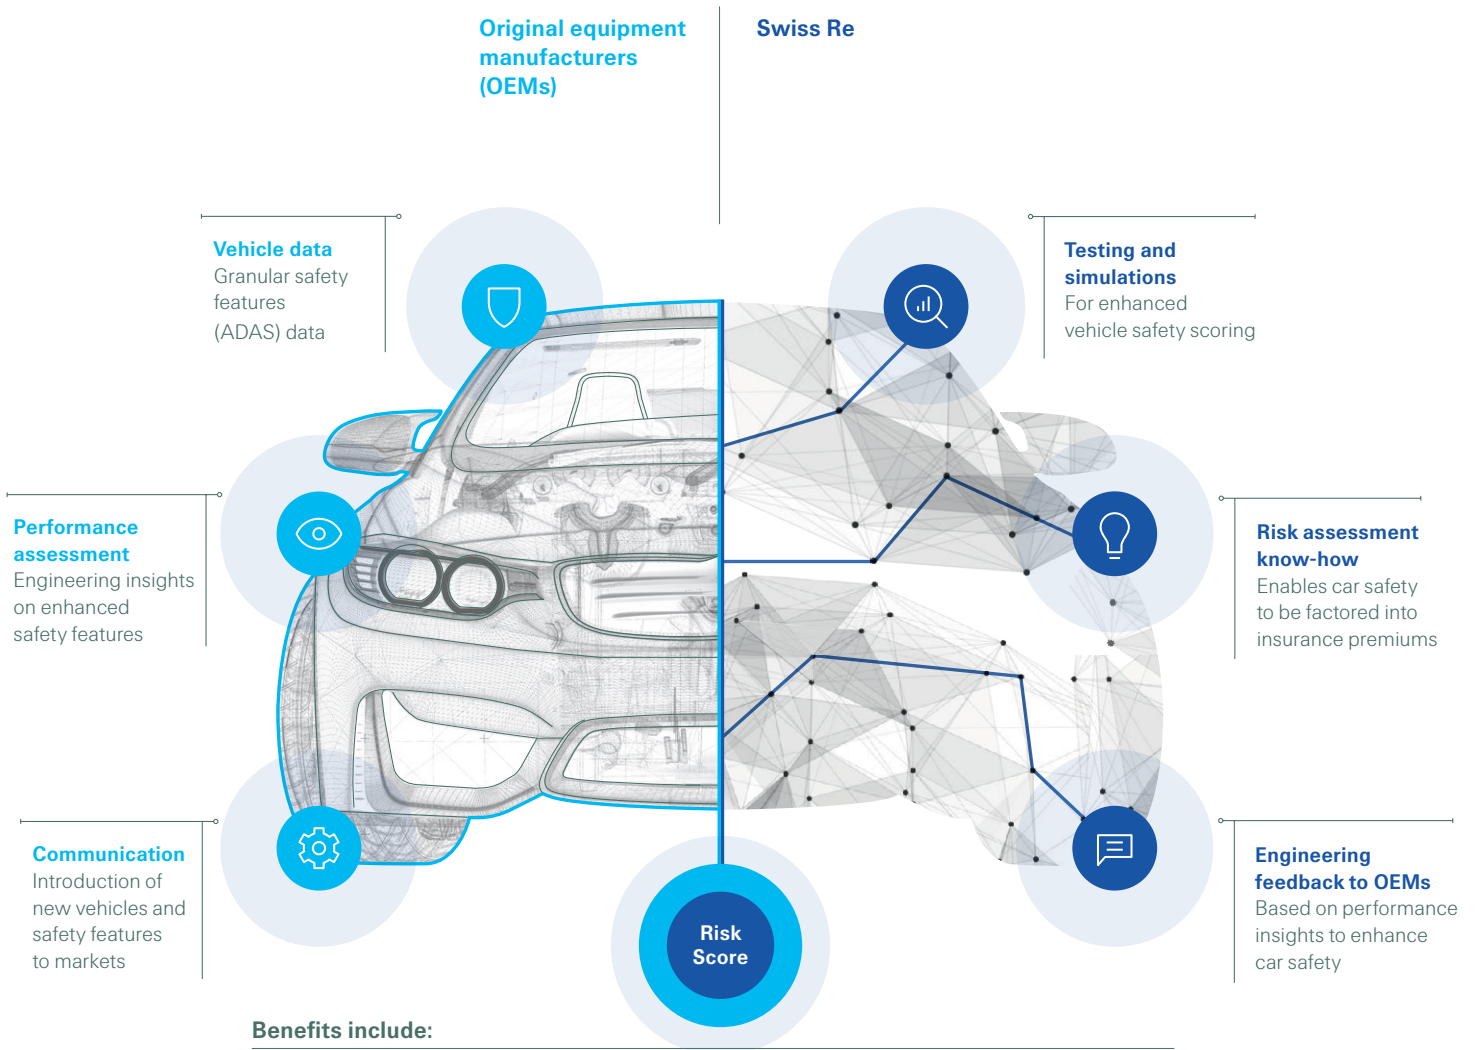 Original equipment
manufacturers
(OEMs)
Swiss Re
Vehicle data
Granular safety
features
(ADAS) data
Testing and
simulations
For enhanced
vehicle safety scoring
Performance
assessment
Engineering insights
on enhanced
safety features
Risk assessment
know-how
Enables car safety
to be factored into
insurance premiums
Communication
Introduction of
new vehicles and
safety features
to markets
Engineering
feedback to OEMs
Based on performance
insights to enhance
car safety
Risk
Score
Benefits include: